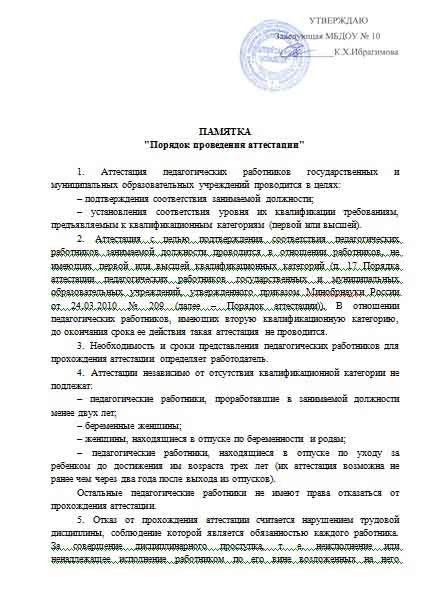 УТВЕРЖДАЮ
Заведующая МБДОУ № 10
К.Х.Ибрагимова
ПАМЯТКА
"Порядок проведения аттестации"
1. Аттестация педагогических работников государственных и
муниципальных образовательных учреждений проводится в целях:
– подтверждения соответствия занимаемой должности;
– установления соответствия уровня их квалификации требованиям,
предъявляемым к квалификационным категориям (первой или высшей).
2. Аттестация с целью подтверждения соответствия педагогических
работников занимаемой должности проводится в отношении работников, не
имеющих первой или высшей квалификационных категорий (п. 17 Порядка
аттестации педагогических работников государственных и муниципальных
образовательных учреждений, утвержденного приказом Минобрнауки России
от 24.03.2010 № 209 (далее – Порядок аттестации)). В отношении
педагогических работников, имеющих вторую квалификационную категорию,
до окончания срока ее действия такая аттестация не проводится.
3. Необходимость и сроки представления педагогических работников для
прохождения аттестации определяет работодатель.
4. Аттестации независимо от отсутствия квалификационной категории не
подлежат:
– педагогические работники, проработавшие в занимаемой должности
менее двух лет;
– беременные женщины;
– женщины, находящиеся в отпуске по беременности и родам;
– педагогические работники, находящиеся в отпуске по уходу за
ребенком до достижения им возраста трех лет (их аттестация возможна не
ранее чем через два года после выхода из отпусков).
Остальные педагогические работники не имеют права отказаться от
прохождения аттестации.
5. Отказ от прохождения аттестации считается нарушением трудовой
дисциплины, соблюдение которой является обязанностью каждого работника.
За совершение дисциплинарного проступка, т. е. неисполнение или
ненадлежащее исполнение работником по его вине возложенных на него